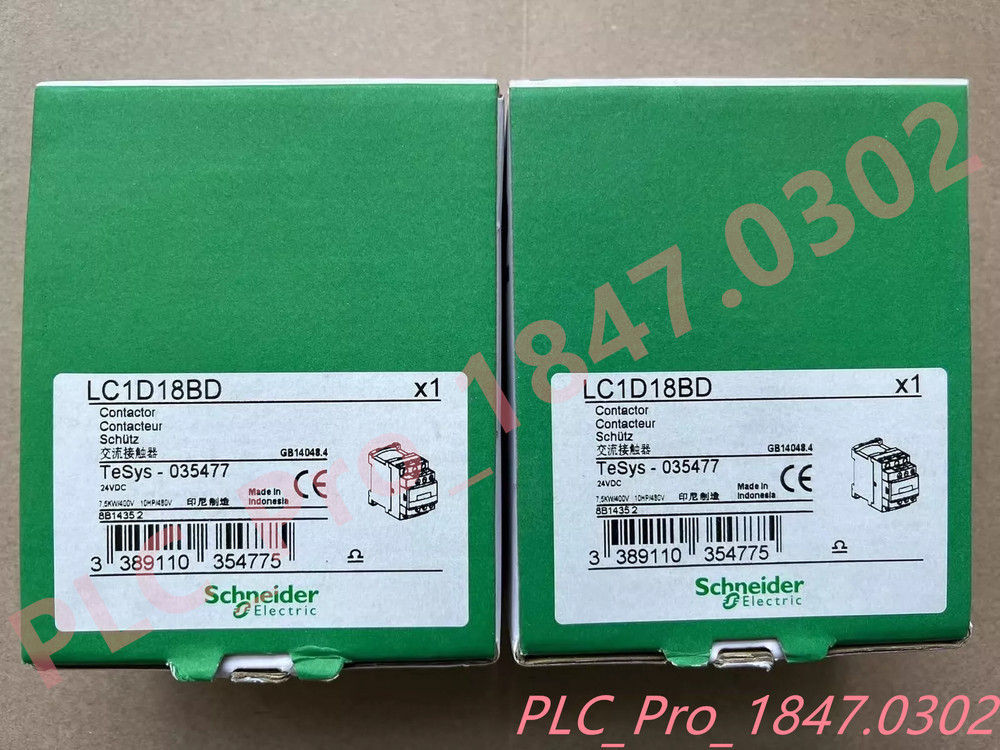 LC1D18BD x1
Contactor
Contacteur
Schütz
交流接触器 GB14048.4
TeSys - 035477
24VDC
7,5KW/400V 10HP/480V 印尼制造 Made in Indonesia CE
8B1435 2
3 389110 354775
Schneider
Electric
LC1D18BD x1
Contactor
Contacteur
Schütz
交流接触器 GB14048.4
TeSys - 035477
24VDC
7,5KW/400V 10HP/480V 印尼制造 Made in Indonesia CE
8B1435 2
3 389110 354775
Schneider
Electric
PLC_Pro_1847.0302
PLC_Pro_1847.0302